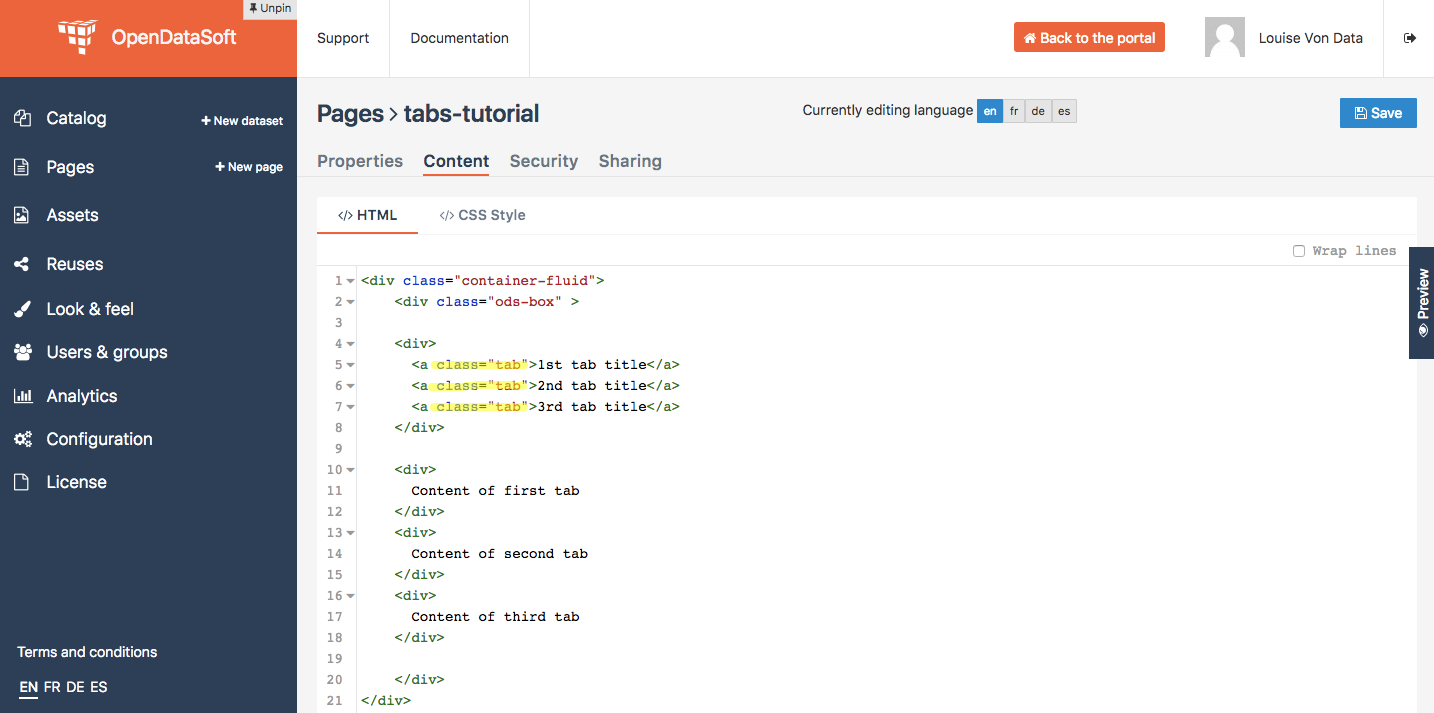 Unpin
OpenDataSoft
Support
Documentation
Back to the portal
Louise Von Data
Catalog
+ New dataset
Pages
+ New page
Assets
Reuses
Look & feel
Users & groups
Analytics
Configuration
License
Terms and conditions
EN FR DE ES
Pages > tabs-tutorial
Currently editing language en fr de es
Save
Properties Content Security Sharing
</> HTML </> CSS Style
Wrap lines
Preview
1 <div class="container-fluid">
2 <div class="ods-box" >
3
4 <div>
5 <a class="tab">1st tab title</a>
6 <a class="tab">2nd tab title</a>
7 <a class="tab">3rd tab title</a>
8 </div>
9
10 <div>
11 Content of first tab
12 </div>
13 <div>
14 Content of second tab
15 </div>
16 <div>
17 Content of third tab
18 </div>
19
20 </div>
21 </div>